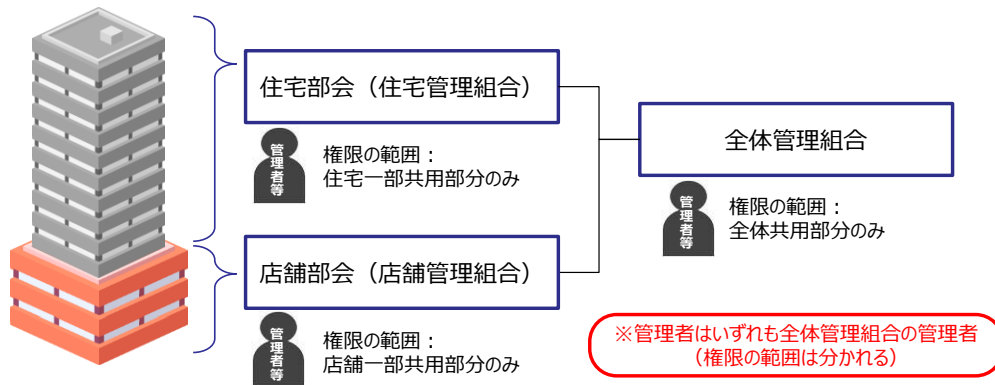 住宅部会（住宅管理組合）
管理者等
権限の範囲：
住宅一部共用部分のみ
全体管理組合
管理者等
権限の範囲：
全体共用部分のみ
店舗部会（店舗管理組合）
管理者等
権限の範囲：
店舗一部共用部分のみ
※管理者はいずれも全体管理組合の管理者
（権限の範囲は分かれる）